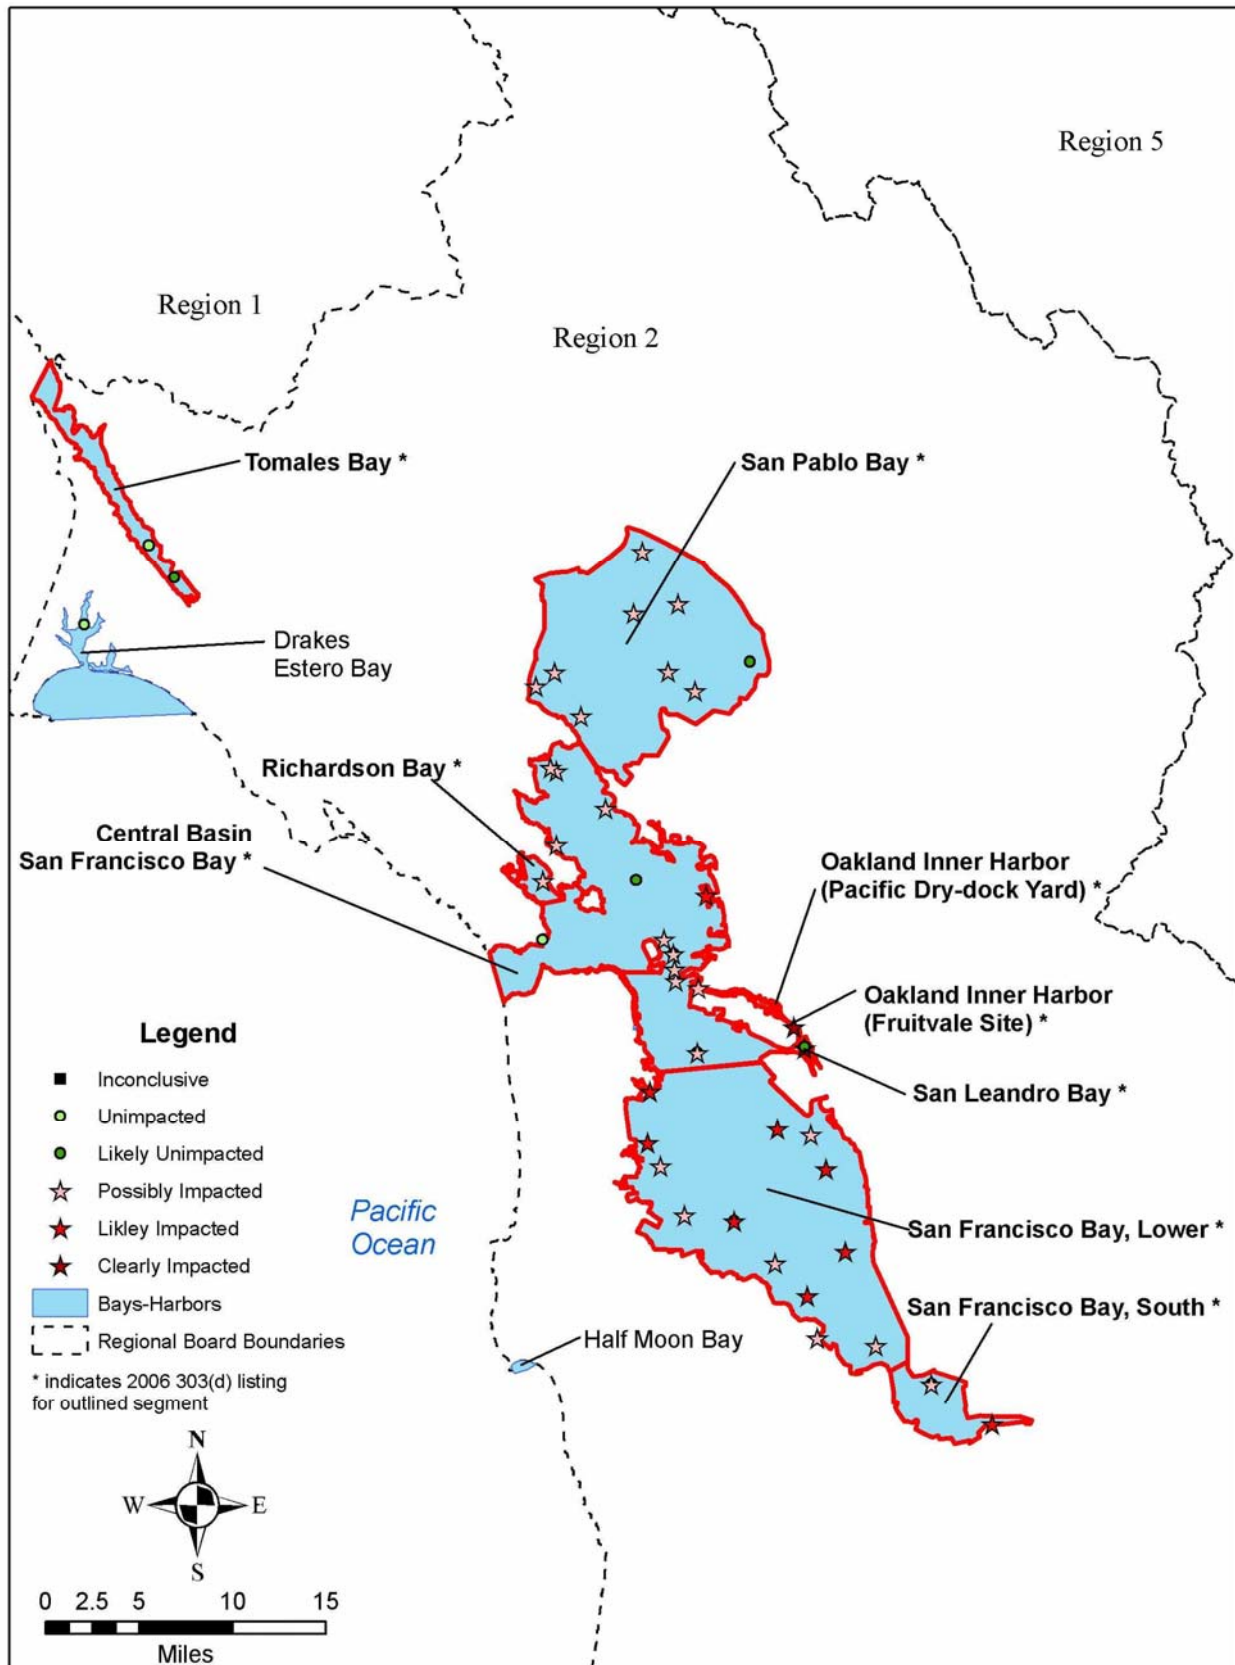 Region 5
Region 1
Region 2
Tomales Bay *
San Pablo Bay *
Drakes
Estero Bay
Richardson Bay *
Central Basin
San Francisco Bay *
Oakland Inner Harbor
(Pacific Dry-dock Yard) *
Oakland Inner Harbor
(Fruitvale Site) *
San Leandro Bay *
San Francisco Bay, Lower *
San Francisco Bay, South *
Pacific
Ocean
Half Moon Bay
Legend
Inconclusive
Unimpacted
Likely Unimpacted
Possibly Impacted
Likley Impacted
Clearly Impacted
Bays-Harbors
Regional Board Boundaries
* indicates 2006 303(d) listing
for outlined segment
N
W E
S
0 2.5 5 10 15
Miles